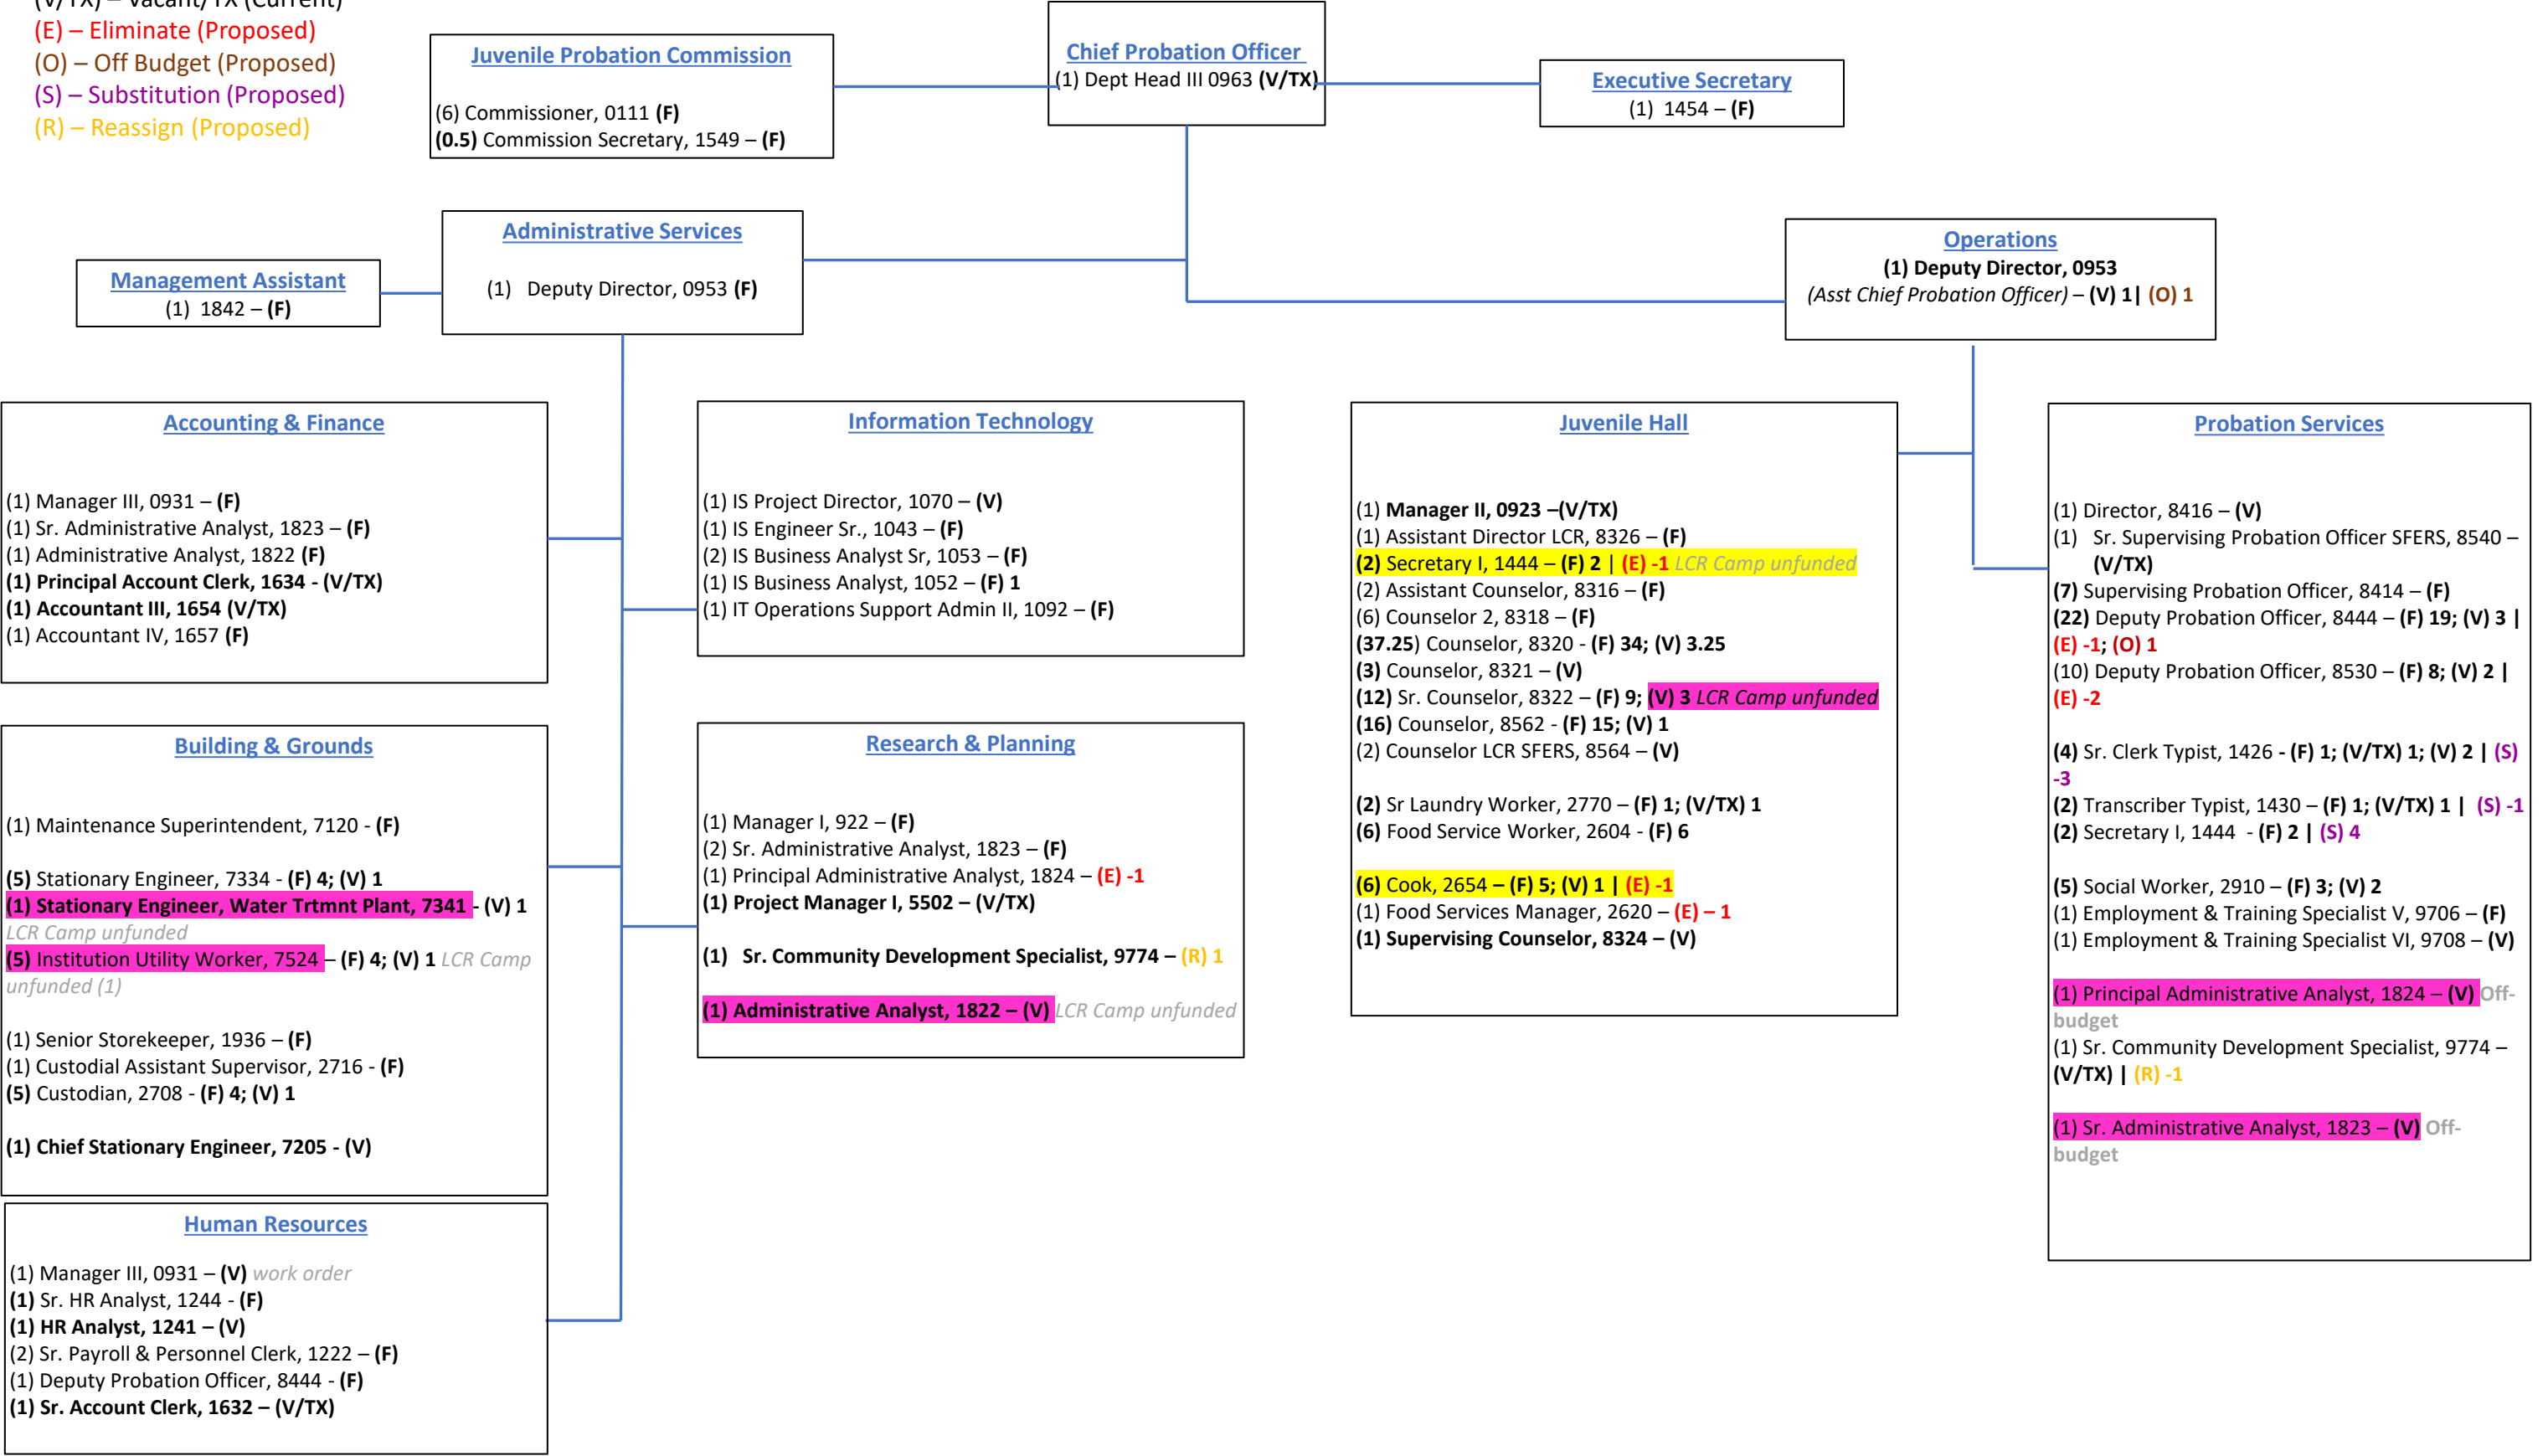 (V/TX) – Vacant/TX (Current)
(E) – Eliminate (Proposed)
(O) – Off Budget (Proposed)
(S) – Substitution (Proposed)
(R) – Reassign (Proposed)
Juvenile Probation Commission
(6) Commissioner, 0111 (F)
(0.5) Commission Secretary, 1549 – (F)
Chief Probation Officer
(1) Dept Head III 0963 (V/TX)
Executive Secretary
(1) 1454 – (F)
Management Assistant
(1) 1842 – (F)
Administrative Services
(1) Deputy Director, 0953 (F)
Operations
(1) Deputy Director, 0953
(Asst Chief Probation Officer) – (V) 1| (O) 1
Accounting & Finance
(1) Manager III, 0931 – (F)
(1) Sr. Administrative Analyst, 1823 – (F)
(1) Administrative Analyst, 1822 (F)
(1) Principal Account Clerk, 1634 - (V/TX)
(1) Accountant III, 1654 (V/TX)
(1) Accountant IV, 1657 (F)
Information Technology
(1) IS Project Director, 1070 – (V)
(1) IS Engineer Sr., 1043 – (F)
(2) IS Business Analyst Sr, 1053 – (F)
(1) IS Business Analyst, 1052 – (F) 1
(1) IT Operations Support Admin II, 1092 – (F)
Juvenile Hall
(1) Manager II, 0923 –(V/TX)
(1) Assistant Director LCR, 8326 – (F)
(2) Secretary I, 1444 – (F) 2 | (E) -1 LCR Camp unfunded
(2) Assistant Counselor, 8316 – (F)
(6) Counselor 2, 8318 – (F)
(37.25) Counselor, 8320 - (F) 34; (V) 3.25
(3) Counselor, 8321 – (V)
(12) Sr. Counselor, 8322 – (F) 9; (V) 3 LCR Camp unfunded
(16) Counselor, 8562 - (F) 15; (V) 1
(2) Counselor LCR SFERS, 8564 – (V)
(2) Sr Laundry Worker, 2770 – (F) 1; (V/TX) 1
(6) Food Service Worker, 2604 - (F) 6
(6) Cook, 2654 – (F) 5; (V) 1 | (E) -1
(1) Food Services Manager, 2620 – (E) – 1
(1) Supervising Counselor, 8324 – (V)
Probation Services
(1) Director, 8416 – (V)
(1) Sr. Supervising Probation Officer SFERS, 8540 –
(V/TX)
(7) Supervising Probation Officer, 8414 – (F)
(22) Deputy Probation Officer, 8444 – (F) 19; (V) 3 |
(E) -1; (O) 1
(10) Deputy Probation Officer, 8530 – (F) 8; (V) 2 |
(E) -2
(4) Sr. Clerk Typist, 1426 - (F) 1; (V/TX) 1; (V) 2 | (S)
-3
(2) Transcriber Typist, 1430 – (F) 1; (V/TX) 1 | (S) -1
(2) Secretary I, 1444 - (F) 2 | (S) 4
(5) Social Worker, 2910 – (F) 3; (V) 2
(1) Employment & Training Specialist V, 9706 – (F)
(1) Employment & Training Specialist VI, 9708 – (V)
(1) Principal Administrative Analyst, 1824 – (V) Off-
budget
(1) Sr. Community Development Specialist, 9774 –
(V/TX) | (R) -1
(1) Sr. Administrative Analyst, 1823 – (V) Off-
budget
Building & Grounds
(1) Maintenance Superintendent, 7120 - (F)
(5) Stationary Engineer, 7334 - (F) 4; (V) 1
(1) Stationary Engineer, Water Trtmnt Plant, 7341 - (V) 1
LCR Camp unfunded
(5) Institution Utility Worker, 7524 – (F) 4; (V) 1 LCR Camp
unfunded (1)
(1) Senior Storekeeper, 1936 – (F)
(1) Custodial Assistant Supervisor, 2716 - (F)
(5) Custodian, 2708 - (F) 4; (V) 1
(1) Chief Stationary Engineer, 7205 - (V)
Research & Planning
(1) Manager I, 922 – (F)
(2) Sr. Administrative Analyst, 1823 – (F)
(1) Principal Administrative Analyst, 1824 – (E) -1
(1) Project Manager I, 5502 – (V/TX)
(1) Sr. Community Development Specialist, 9774 – (R) 1
(1) Administrative Analyst, 1822 – (V) LCR Camp unfunded
Human Resources
(1) Manager III, 0931 – (V) work order
(1) Sr. HR Analyst, 1244 - (F)
(1) HR Analyst, 1241 – (V)
(2) Sr. Payroll & Personnel Clerk, 1222 – (F)
(1) Deputy Probation Officer, 8444 - (F)
(1) Sr. Account Clerk, 1632 – (V/TX)